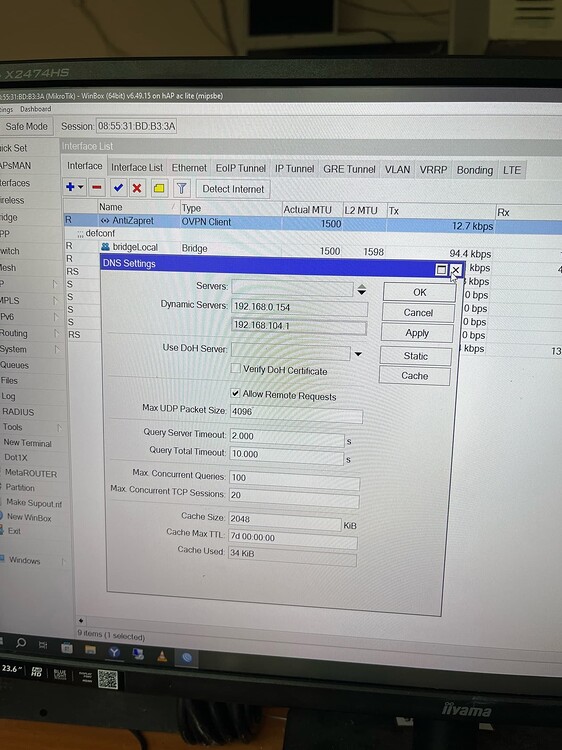 X2474HS
55:31:BD:B3:3A (MikroTik) - WinBox (64bit) v6.49.15 on hAP ac lite (mipsbe)
tings Dashboard
Safe Mode Session: 08:55:31:BD:B3:3A
ick Set
APsMAN
terfaces
ireless
idge
PP
witch
Mesh
P
MPLS
Pv6
Routing
System
Queues
Files
Log
RADIUS
Tools
New Terminal
Dot1X
MetaROUTER
Partition
Make Supout.rif
New WinBox
Exit
Windows
Interface List
Interface Interface List Ethernet EoIP Tunnel IP Tunnel GRE Tunnel VLAN VRRP Bonding LTE
Detect Internet
Name Type Actual MTU L2 MTU Tx Rx
R AntiZapret OVPN Client 1500 12.7 kbps
;;; defconf
R bridgeLocal Bridge 1500 1598 94.4 kbps
R kbps 4
RS kbps
S 0 bps
S 0 bps
S 0 bps
RS kbps 13
DNS Settings
Servers:
Dynamic Servers: 192.168.0.154
192.168.104.1
Use DoH Server:
Verify DoH Certificate
Allow Remote Requests
Max UDP Packet Size: 4096
Query Server Timeout: 2.000 s
Query Total Timeout: 10.000 s
Max. Concurrent Queries: 100
Max. Concurrent TCP Sessions: 20
Cache Size: 2048 KiB
Cache Max TTL: 7d 00:00:00
Cache Used: 34 KiB
OK
Cancel
Apply
Static
Cache
9 items (1 selected)
23.6"
HD
BLUE
iiyama